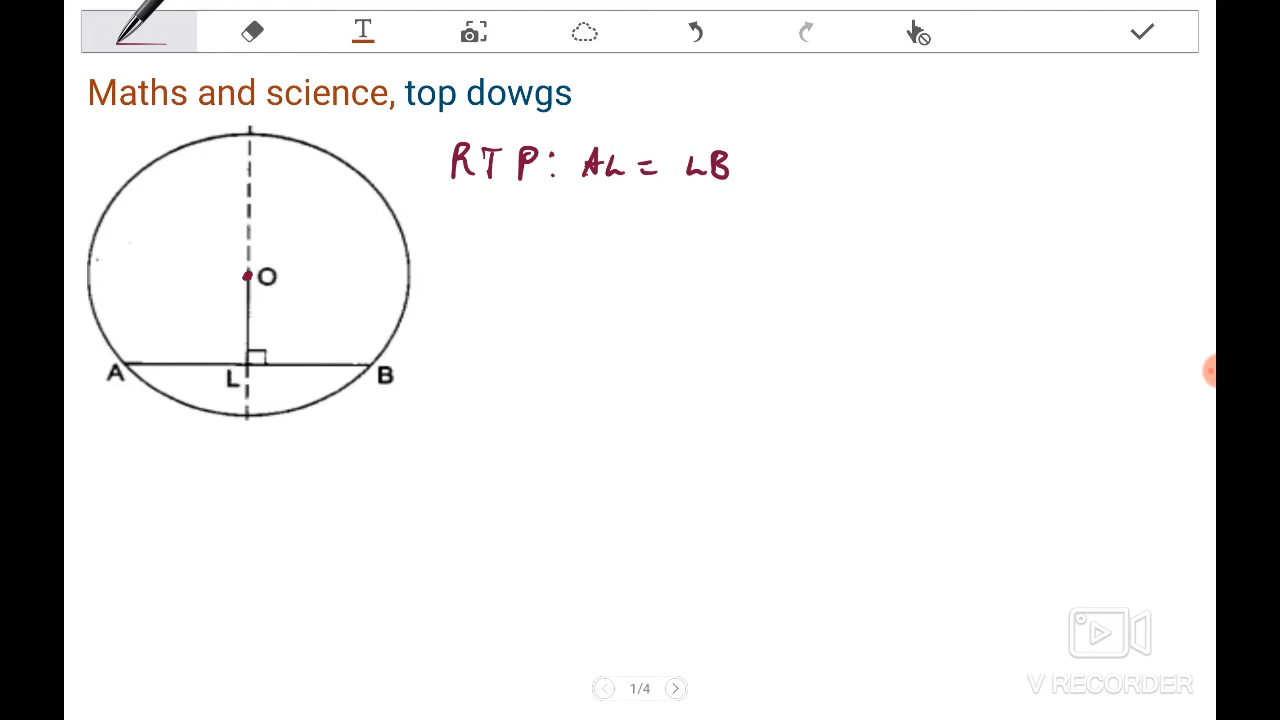 T
Maths and science, top dowgs
RTP: AL = LB
O
A
L
B
V RECORDER
1/4